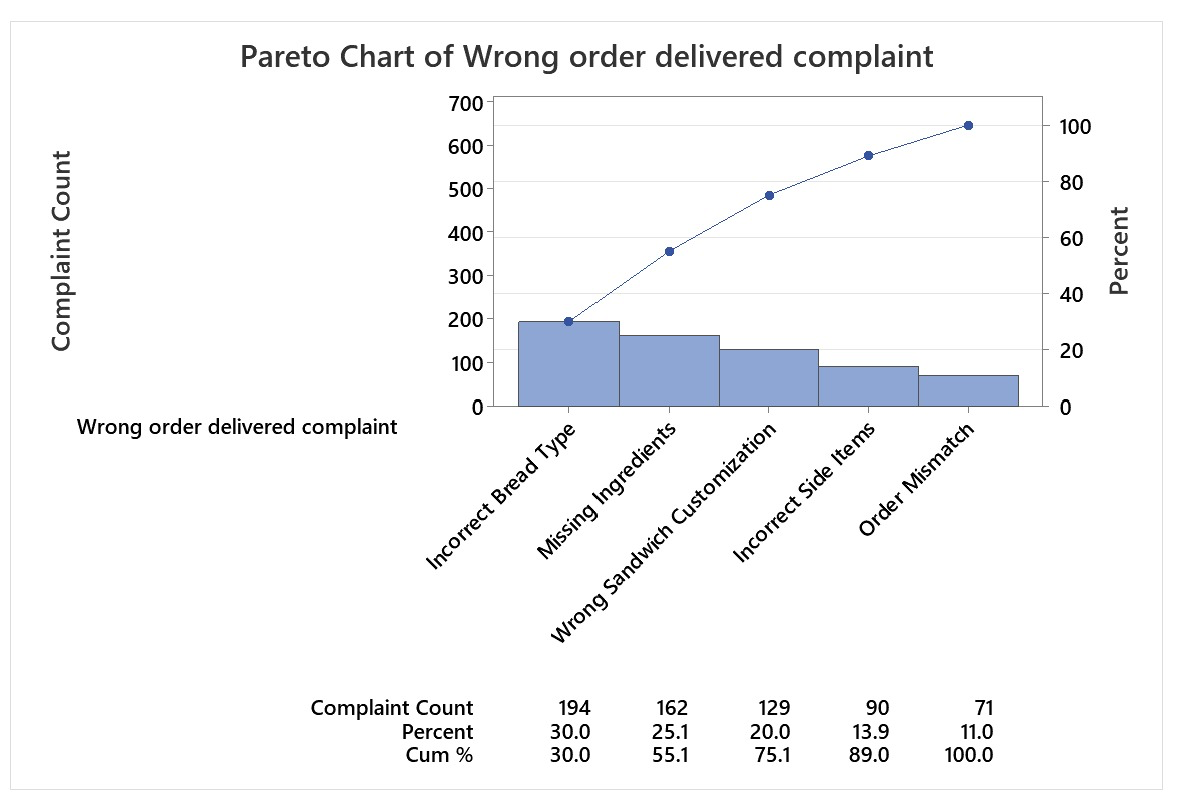 Pareto Chart of Wrong order delivered complaint
Complaint Count
700
600
500
400
300
200
100
0
100
80
60
40
20
0
Percent
Wrong order delivered complaint
Incorrect Bread Type
Missing Ingredients
Wrong Sandwich Customization
Incorrect Side Items
Order Mismatch
Complaint Count 194 162 129 90 71
Percent 30.0 25.1 20.0 13.9 11.0
Cum % 30.0 55.1 75.1 89.0 100.0